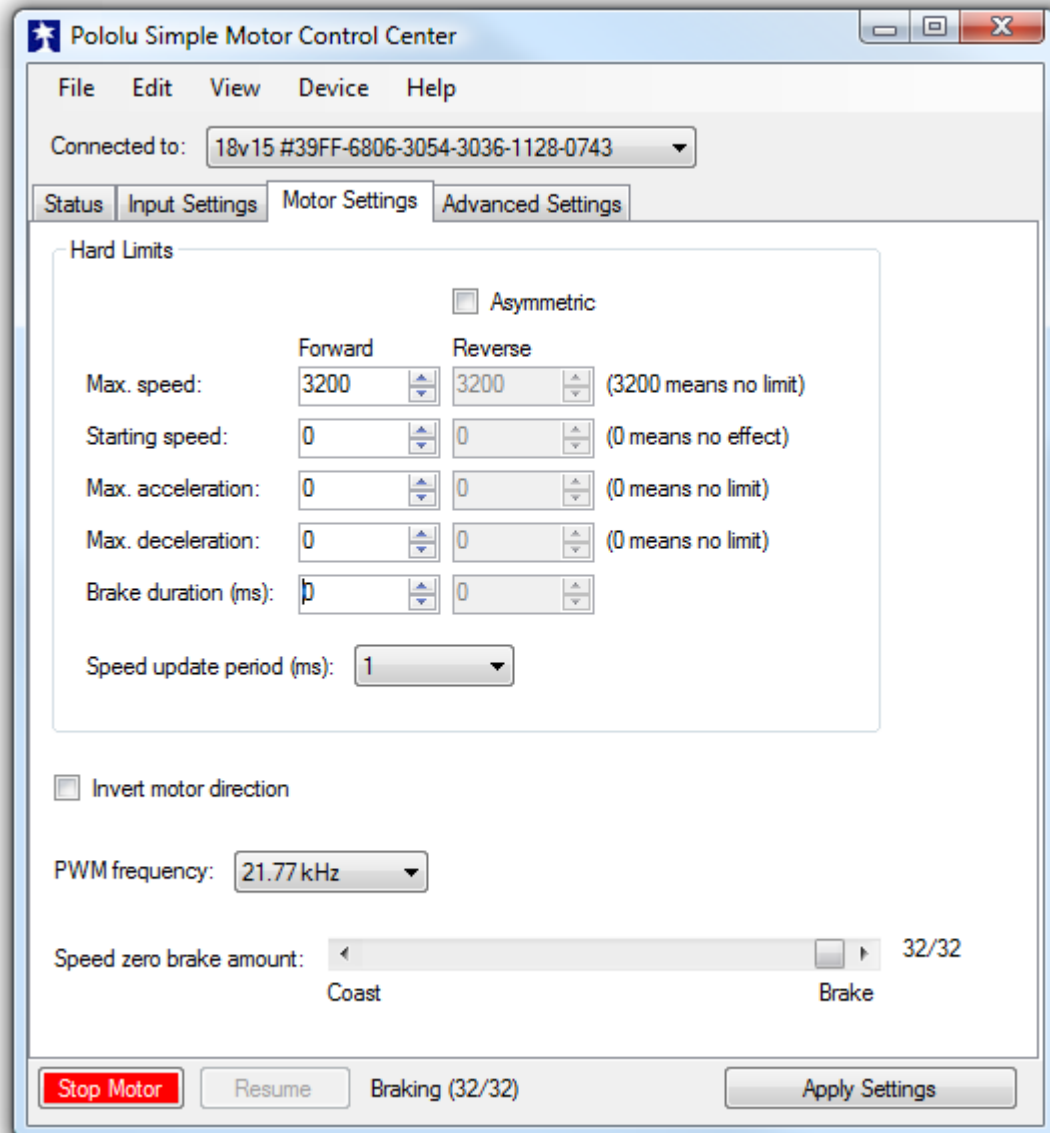 Pololu Simple Motor Control Center
File Edit View Device Help
Connected to: 18v15 #39FF-6806-3054-3036-1128-0743
Status Input Settings Motor Settings Advanced Settings
Hard Limits
Asymmetric
Forward Reverse
Max. speed: 3200 3200 (3200 means no limit)
Starting speed: 0 0 (0 means no effect)
Max. acceleration: 0 0 (0 means no limit)
Max. deceleration: 0 0 (0 means no limit)
Brake duration (ms): 0 0
Speed update period (ms): 1
Invert motor direction
PWM frequency: 21.77 kHz
Speed zero brake amount: 32/32
Coast Brake
Stop Motor Resume Braking (32/32) Apply Settings